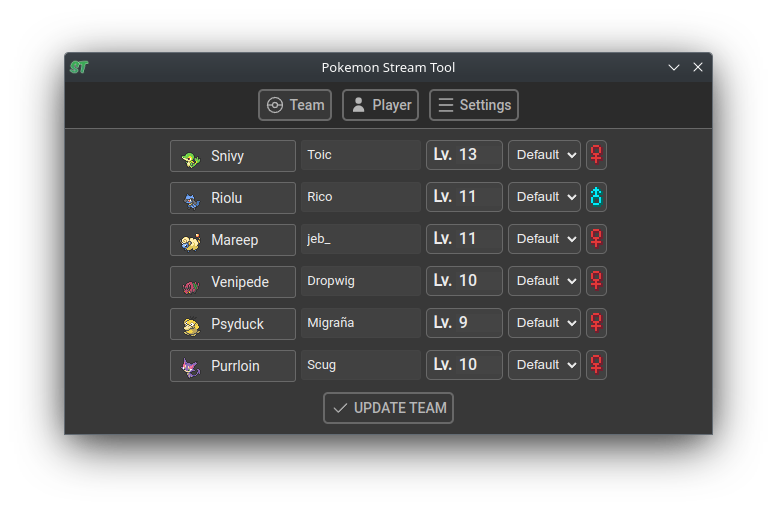 ST Pokemon Stream Tool
Team Player Settings
Snivy Toic Lv. 13 Default
Riolu Rico Lv. 11 Default
Mareep jeb_ Lv. 11 Default
Venipede Dropwig Lv. 10 Default
Psyduck Migraña Lv. 9 Default
Purrloin Scug Lv. 10 Default
UPDATE TEAM